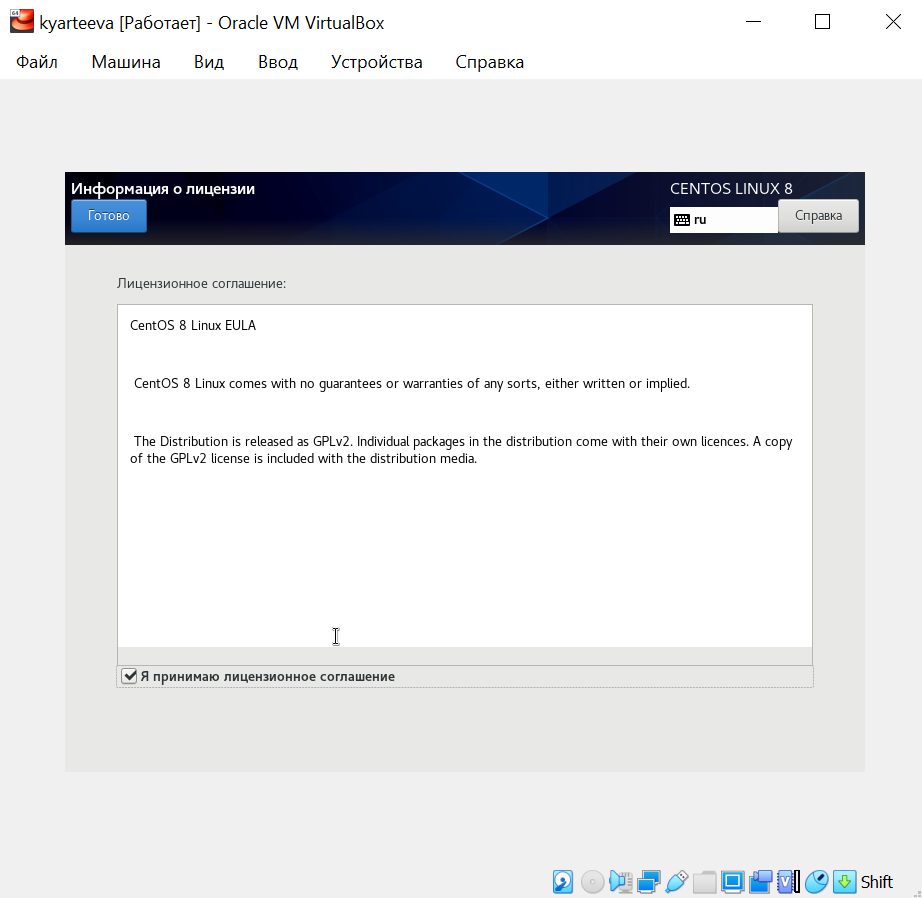 kyarteeva [Работает] - Oracle VM VirtualBox
Файл Машина Вид Ввод Устройства Справка
Информация о лицензии
CENTOS LINUX 8
Готово
ru
Справка
Лицензионное соглашение:
CentOS 8 Linux EULA
CentOS 8 Linux comes with no guarantees or warranties of any sorts, either written or implied.
The Distribution is released as GPLv2. Individual packages in the distribution come with their own licences. A copy
of the GPLv2 license is included with the distribution media.
Я принимаю лицензионное соглашение
Shift